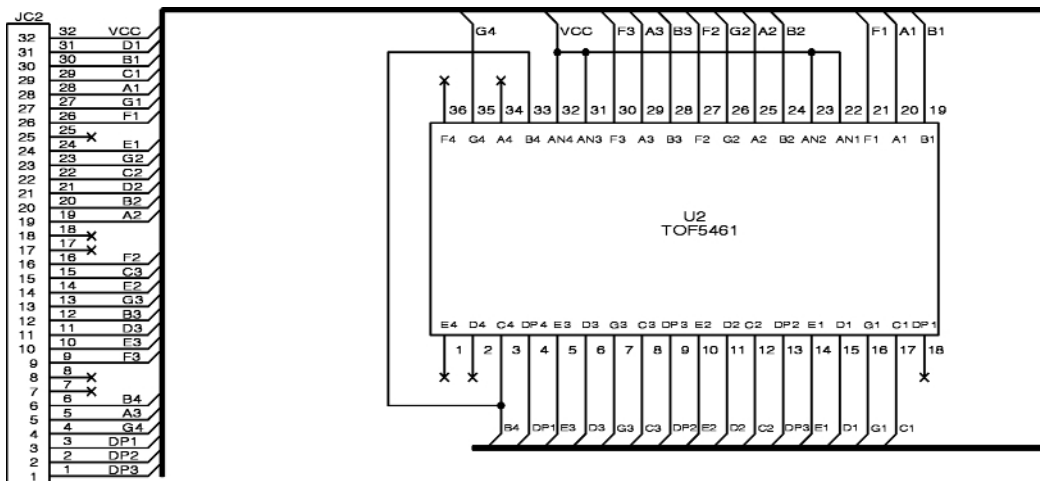 JC2
32 32 VCC
31 31 D1
30 30 B1
29 29 C1
28 28 A1
27 27 G1
26 26 F1
25 25
24 24 E1
23 23 G2
22 22 C2
21 21 D2
20 20 B2
19 19 A2
18 18
17 17
16 16 F2
15 15 C3
14 14 E2
13 13 G3
12 12 B3
11 11 D3
10 10 E3
9 9 F3
8 8
7 7
6 6 B4
5 5 A3
4 4 G4
3 3 DP1
2 2 DP2
1 1 DP3
G4 VCC F3 A3 B3 F2 G2 A2 B2 F1 A1 B1
36 35 34 33 32 31 30 29 28 27 26 25 24 23 22 21 20 19
F4 G4 A4 B4 AN4 AN3 F3 A3 B3 F2 G2 A2 B2 AN2 AN1 F1 A1 B1
U2
TOF5461
E4 D4 C4 DP4 E3 D3 G3 C3 DP3 E2 D2 C2 DP2 E1 D1 G1 C1 DP1
1 2 3 4 5 6 7 8 9 10 11 12 13 14 15 16 17 18
B4 DP1 E3 D3 G3 C3 DP2 E2 D2 C2 DP3 E1 D1 G1 C1